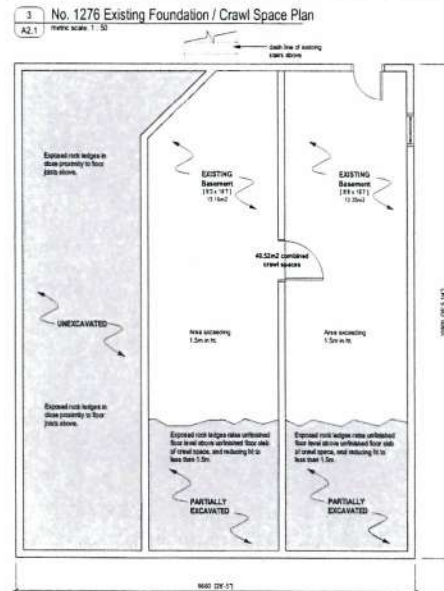 3
A2.1
No. 1276 Existing Foundation / Crawl Space Plan
metric scale: 1 : 50
dash line of existing
stairs above
Exposed rock ledges in
close proximity to floor
joists above.
EXISTING
Basement
13.16m2
EXISTING
Basement
13.35m2
40.52m2 combined
crawl spaces
UNEXCAVATED
Area exceeding
1.5m in ht.
Area exceeding
1.5m in ht.
Exposed rock ledges in
close proximity to floor
joists above.
Exposed rock ledges raise unfinished
floor level above unfinished floor slab
of crawl space, and reducing ht to
less than 1.5m.
Exposed rock ledges raise unfinished
floor level above unfinished floor slab
of crawl space, and reducing ht to
less than 1.5m.
PARTIALLY
EXCAVATED
PARTIALLY
EXCAVATED